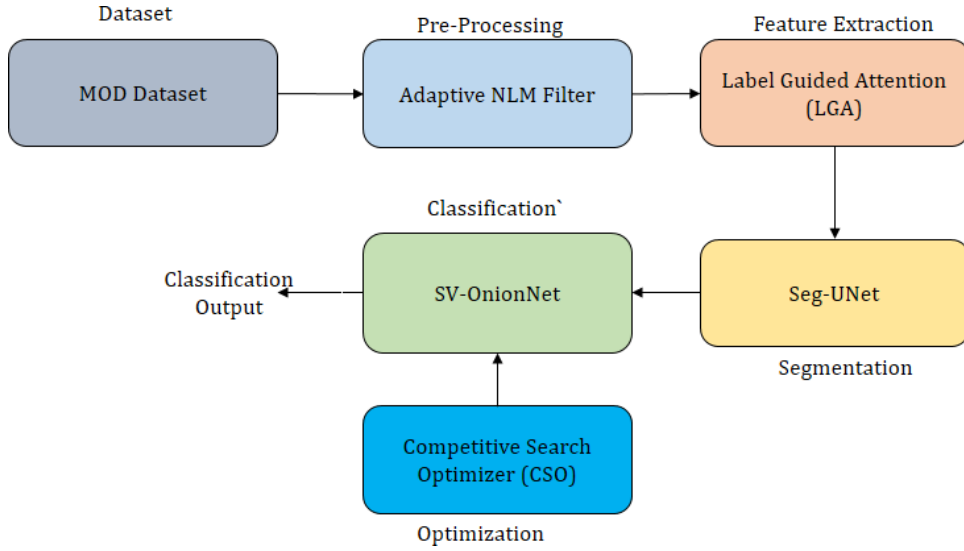 Dataset
Pre-Processing
Feature Extraction
MOD Dataset
Adaptive NLM Filter
Label Guided Attention
(LGA)
Classification`
Classification
Output
SV-OnionNet
Seg-UNet
Segmentation
Competitive Search
Optimizer (CSO)
Optimization